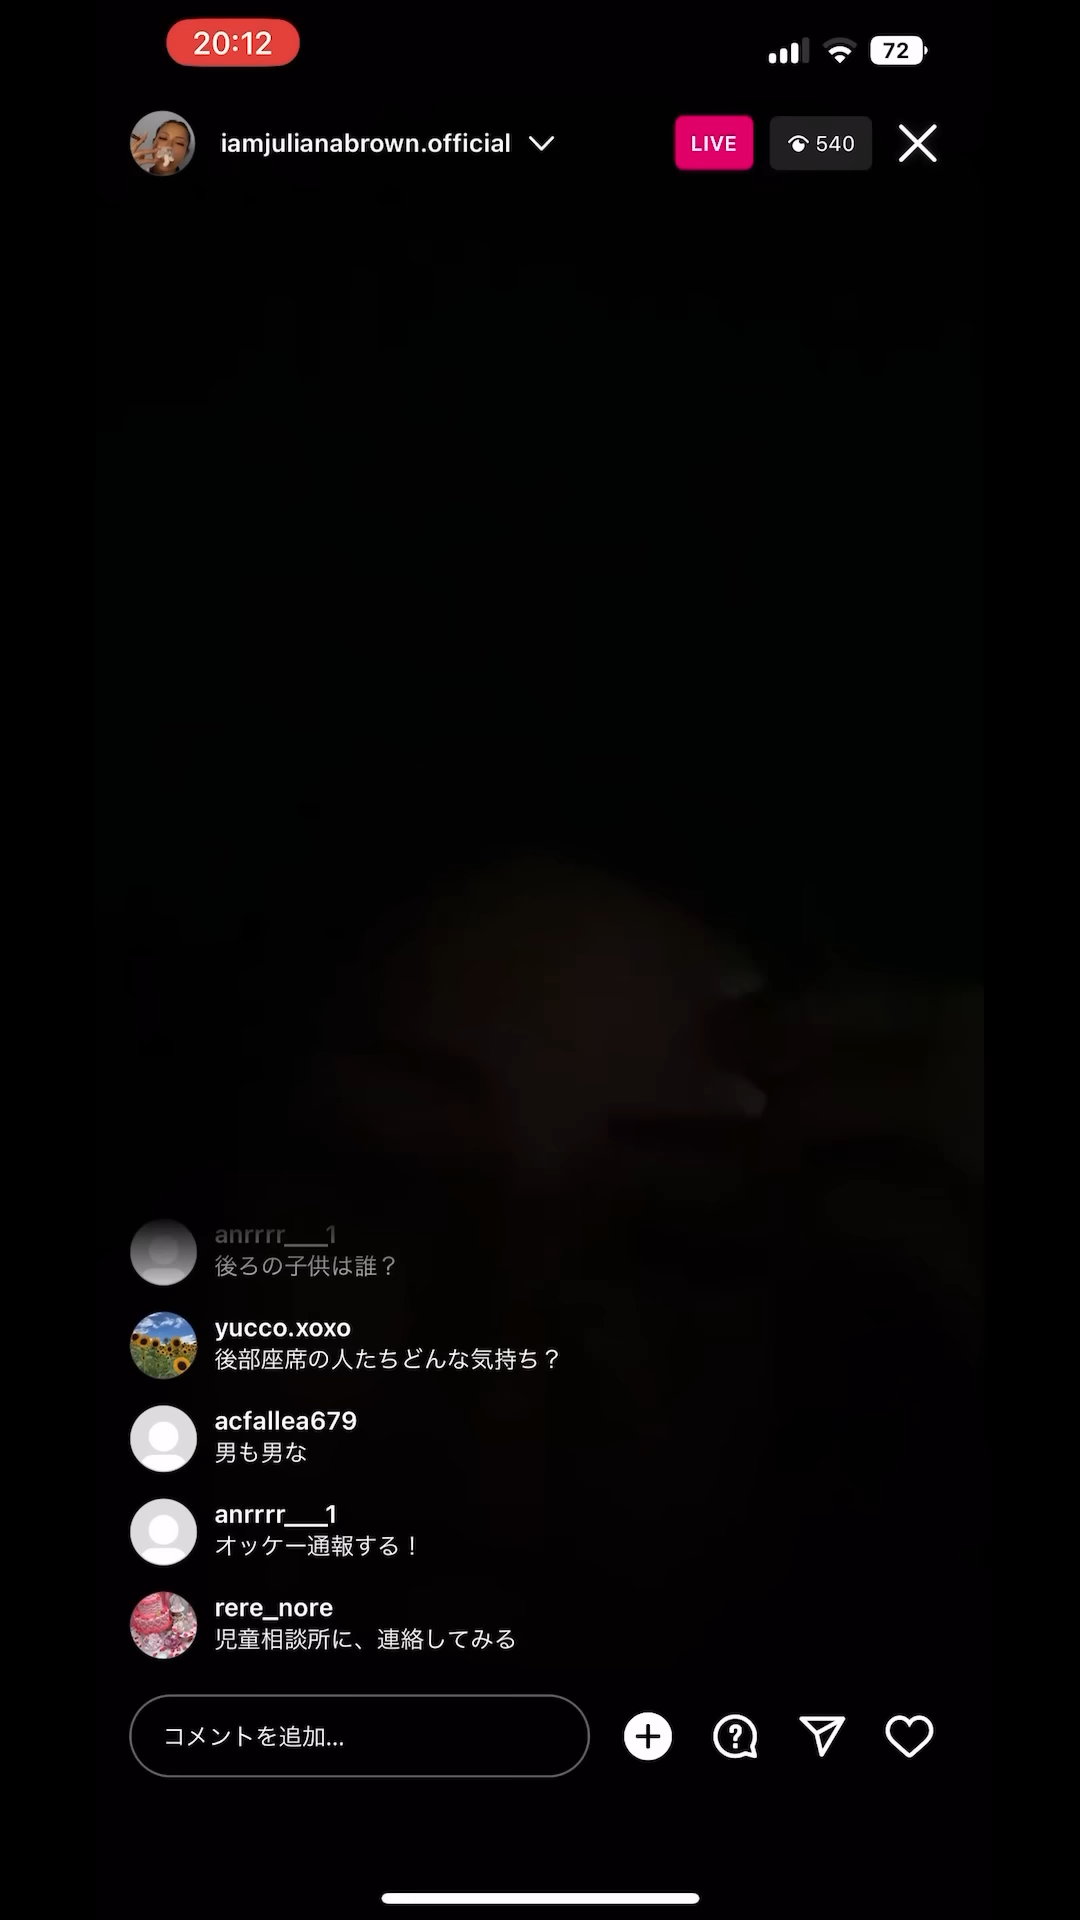 20:12
72
iamjulianabrown.official
LIVE
540
anrrrr___1
後ろの子供は誰？
yucco.xoxo
後部座席の人たちどんな気持ち？
acfallea679
男も男な
anrrrr___1
オッケー通報する！
rere_nore
児童相談所に、連絡してみる
コメントを追加...